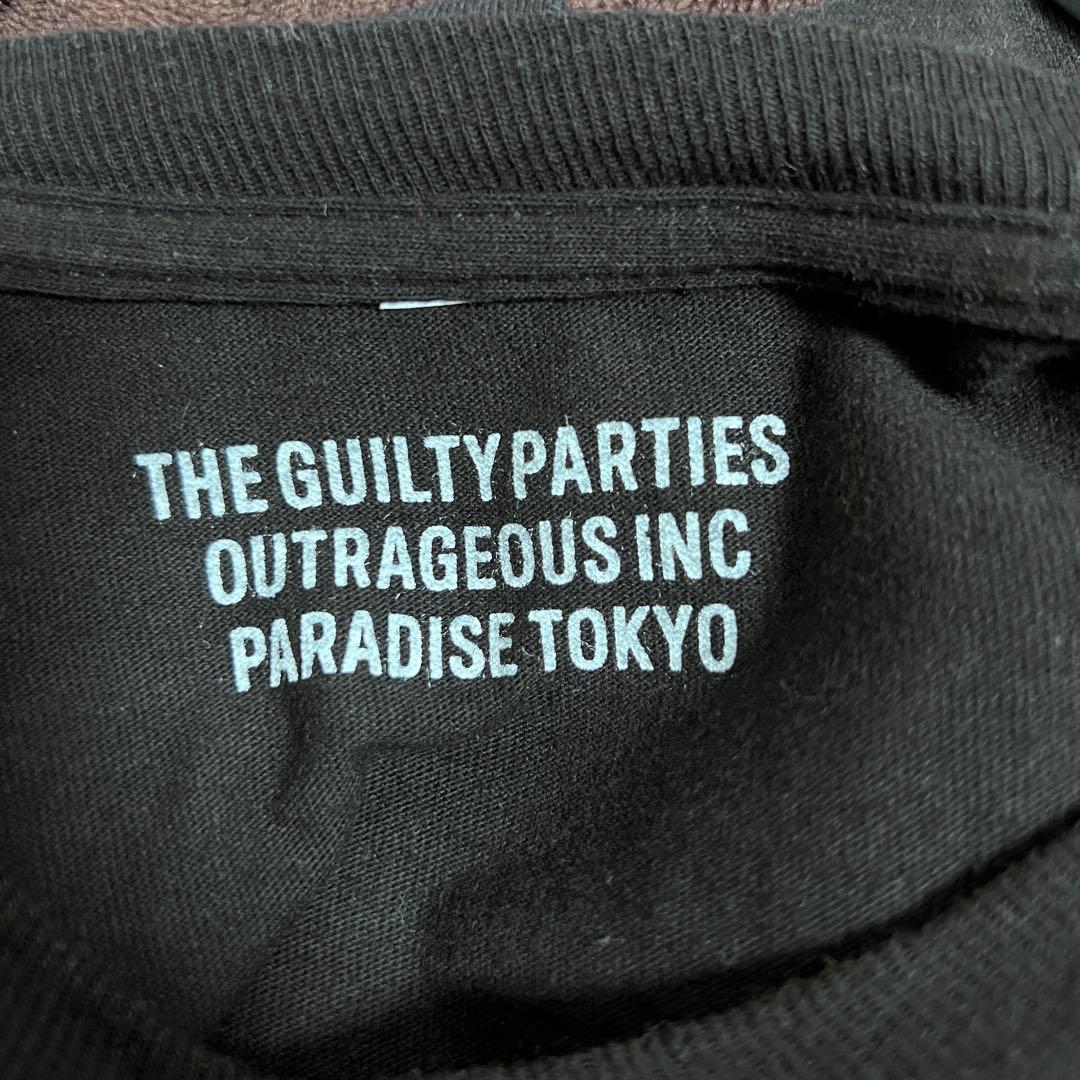 THE GUILTY PARTIES
OUTRAGEOUS INC
PARADISE TOKYO